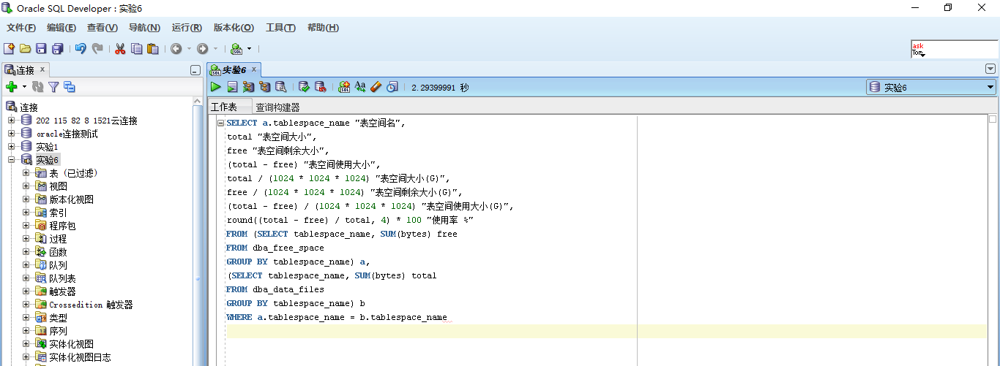 Oracle SQL Developer : 实验6
文件(F) 编辑(E) 查看(V) 导航(N) 运行(R) 版本化(O) 工具(T) 帮助(H)
ask
Tom
连接
实验6
2.29399991 秒
实验6
工作表 查询构建器
连接
202 115 82 8 1521云连接
oracle连接测试
实验1
实验6
表 (已过滤)
视图
版本化视图
索引
程序包
过程
函数
队列
队列表
触发器
Crossedition 触发器
类型
序列
实体化视图
实体化视图日志
SELECT a.tablespace_name "表空间名",
total "表空间大小",
free "表空间剩余大小",
(total - free) "表空间使用大小",
total / (1024 * 1024 * 1024) "表空间大小(G)",
free / (1024 * 1024 * 1024) "表空间剩余大小(G)",
(total - free) / (1024 * 1024 * 1024) "表空间使用大小(G)",
round((total - free) / total, 4) * 100 "使用率 %"
FROM (SELECT tablespace_name, SUM(bytes) free
FROM dba_free_space
GROUP BY tablespace_name) a,
(SELECT tablespace_name, SUM(bytes) total
FROM dba_data_files
GROUP BY tablespace_name) b
WHERE a.tablespace_name = b.tablespace_name